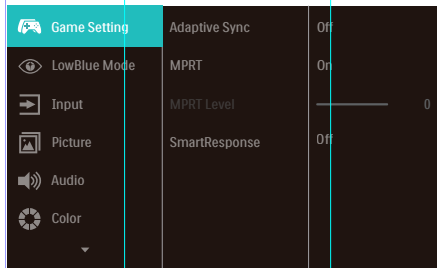 Game Setting
Adaptive Sync
Off
LowBlue Mode
MPRT
On
Input
MPRT Level
0
Picture
SmartResponse
Off
Audio
Color